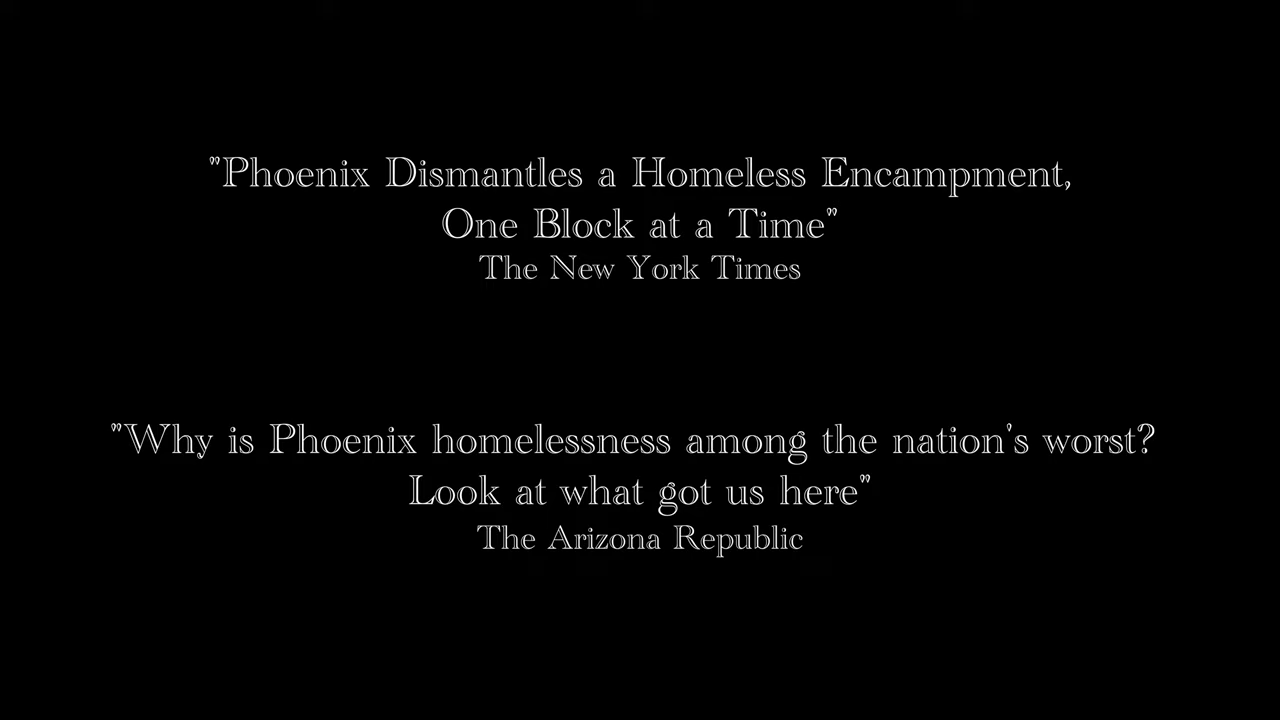 "Phoenix Dismantles a Homeless Encampment,
One Block at a Time"
The New York Times
"Why is Phoenix homelessness among the nation's worst?
Look at what got us here"
The Arizona Republic